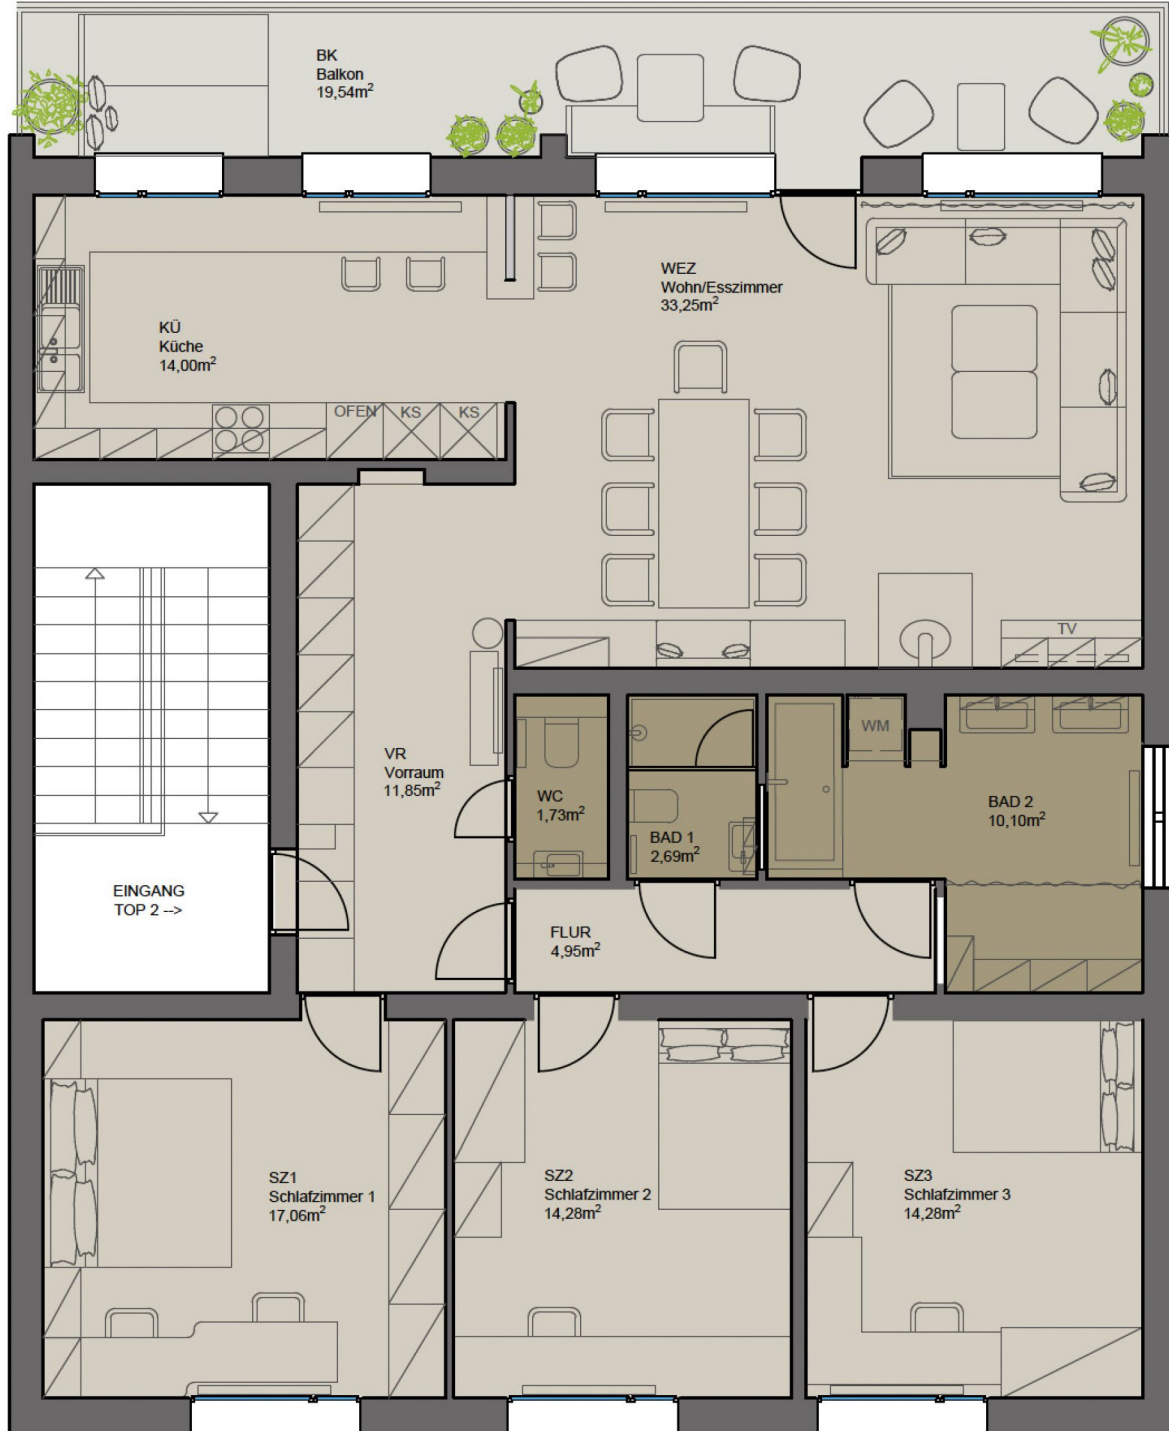 BK
Balkon
19,54m²
WEZ
Wohn/Esszimmer
33,25m²
KÜ
Küche
14,00m²
OFEN KS KS
TV
VR
Vorraum
11,85m²
WC
1,73m²
BAD 1
2,69m²
WM
BAD 2
10,10m²
EINGANG
TOP 2 -->
FLUR
4,95m²
SZ1
Schlafzimmer 1
17,06m²
SZ2
Schlafzimmer 2
14,28m²
SZ3
Schlafzimmer 3
14,28m²